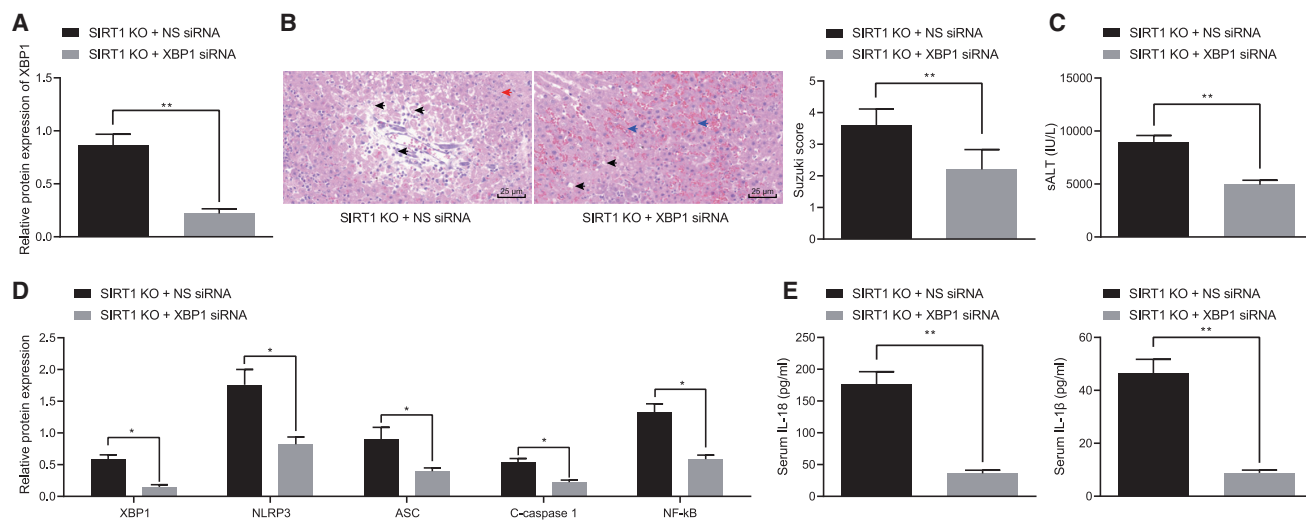 A
SIRT1 KO + NS siRNA
SIRT1 KO + XBP1 siRNA
Relative protein expression of XBP1
1.5
1.0
0.5
0.0
**
B
25 μm
25 μm
SIRT1 KO + NS siRNA
SIRT1 KO + XBP1 siRNA
SIRT1 KO + NS siRNA
SIRT1 KO + XBP1 siRNA
Suzuki score
5
4
3
2
1
0
**
C
SIRT1 KO + NS siRNA
SIRT1 KO + XBP1 siRNA
sALT (IU/L)
15000
10000
5000
0
**
D
SIRT1 KO + NS siRNA
SIRT1 KO + XBP1 siRNA
Relative protein expression
2.5
2.0
1.5
1.0
0.5
0.0
*
*
*
*
*
XBP1
NLRP3
ASC
C-caspase 1
NF-kB
E
SIRT1 KO + NS siRNA
SIRT1 KO + XBP1 siRNA
Serum IL-18 (pg/ml)
250
200
150
100
50
0
**
SIRT1 KO + NS siRNA
SIRT1 KO + XBP1 siRNA
Serum IL-1β (pg/ml)
60
40
20
0
**